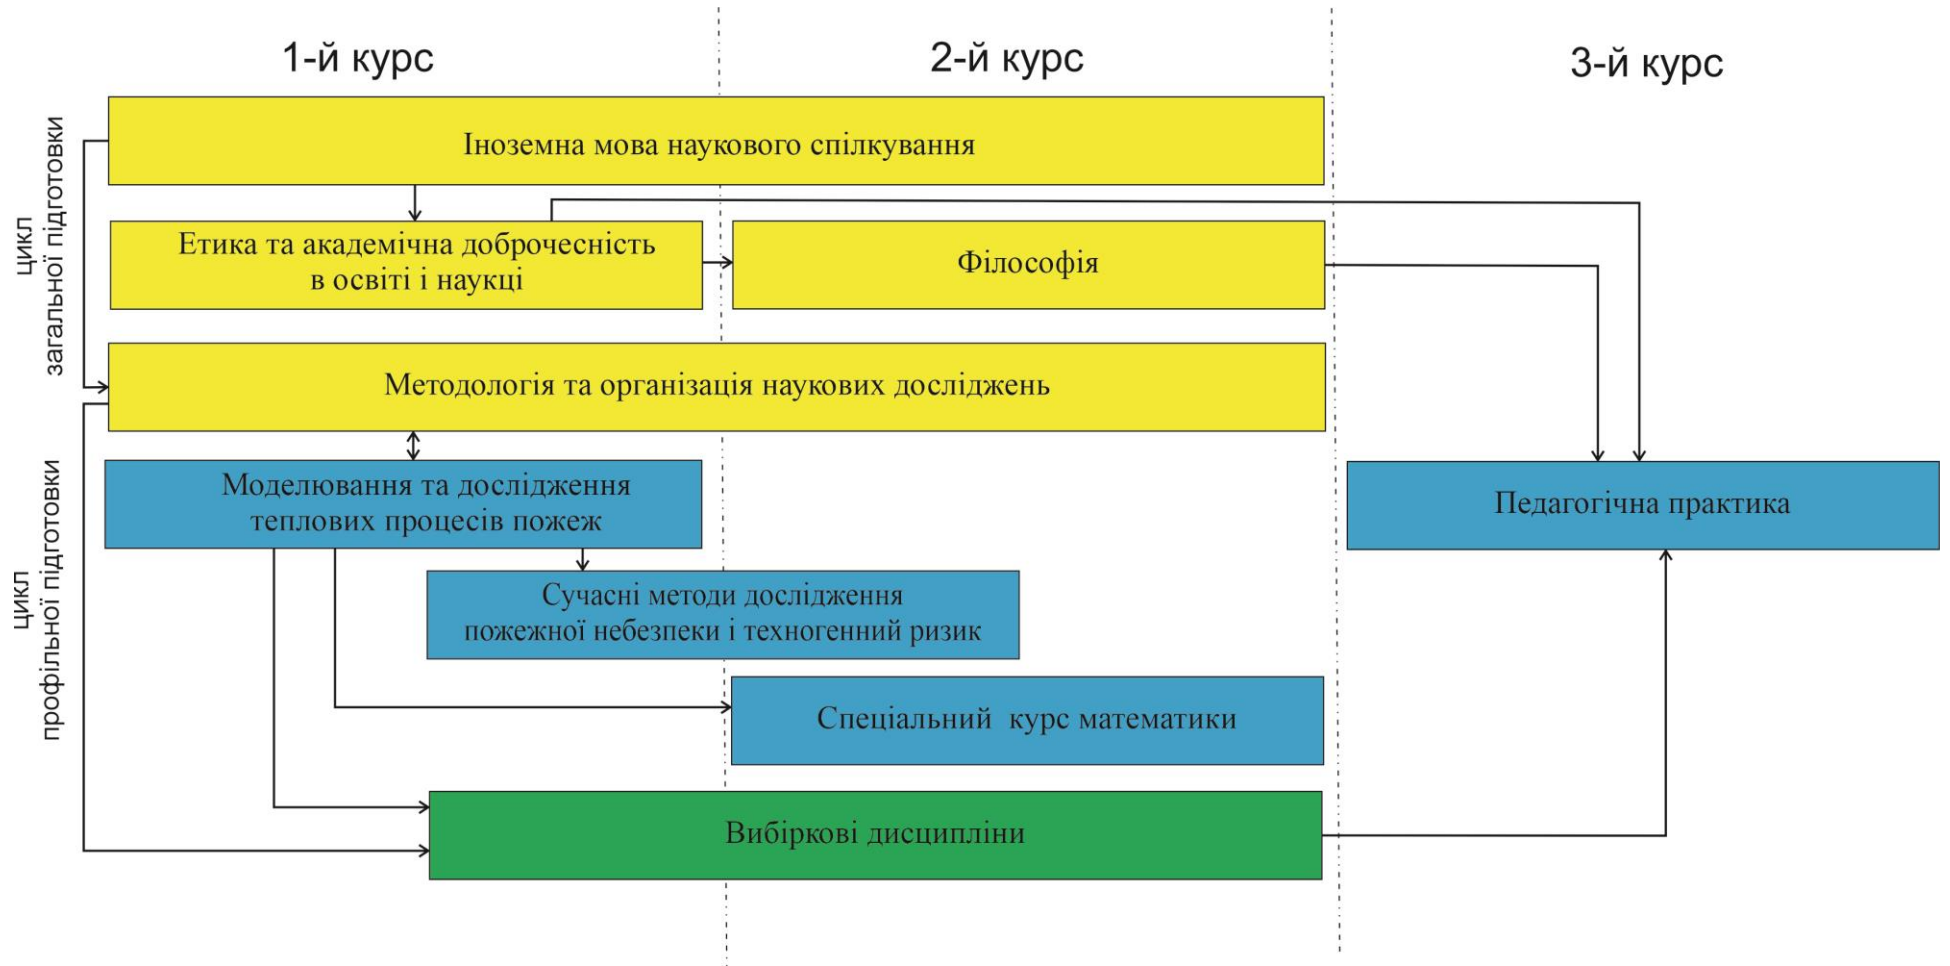 1-й курс
2-й курс
3-й курс
цикл
загальної підготовки
Іноземна мова наукового спілкування
Етика та академічна доброчесність
в освіті і наукці
Філософія
Методологія та організація наукових досліджень
цикл
профільної підготовки
Моделювання та дослідження
теплових процесів пожеж
Педагогічна практика
Сучасні методи дослідження
пожежної небезпеки і техногенний ризик
Спеціальний курс математики
Вибіркові дисципліни